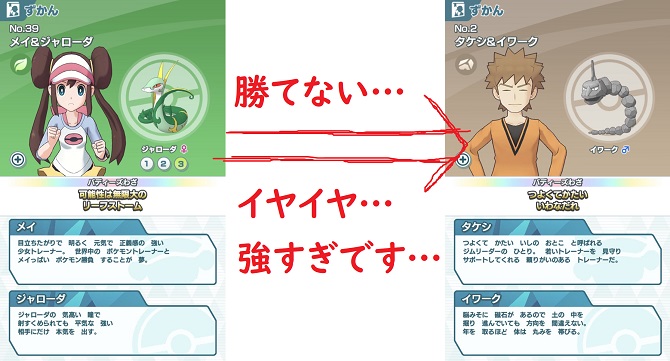 ずかん
No.39
メイ&ジャローダ
ジャローダ♀
1 2 3
バディーズわざ
可能性は無限大の
リーフストーム
メイ
目立ちたがりで 明るく 元気で 正義感の 強い
少女トレーナー。 世界中の ポケモントレーナーと
メイっぱい ポケモン勝負 することが 夢。
ジャローダ
ジャローダの 気高い 瞳で
射すくめられても 平気な 強い
相手にだけ 本気を 出す。
勝てない…
イヤイヤ…
強すぎです…
ずかん
No.2
タケシ&イワーク
イワーク♂
バディーズわざ
つよくてかたい
いわなだれ
タケシ
つよくて かたい いしの おとこ と呼ばれる
ジムリーダーの ひとり。 若いトレーナーを 見守り
サポートしてくれる 頼りがいのある トレーナーだ。
イワーク
脳みそに 磁石が あるので 土の 中を
掘り 進んでいても 方向を 間違えない。
年を 取るほど 体は 丸みを 帯びる。